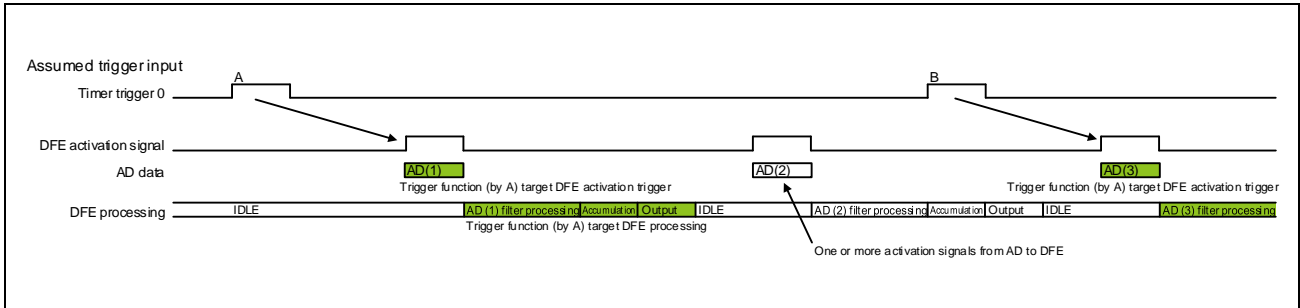 Assumed trigger input
A
B
Timer trigger 0
DFE activation signal
AD data
AD(1)
AD(2)
AD(3)
Trigger function (by A) target DFE activation trigger
Trigger function (by A) target DFE activation trigger
DFE processing
IDLE
AD (1) filter processing
Accumulation
Output
IDLE
AD (2) filter processing
Accumulation
Output
IDLE
AD (3) filter processing
Trigger function (by A) target DFE processing
One or more activation signals from AD to DFE